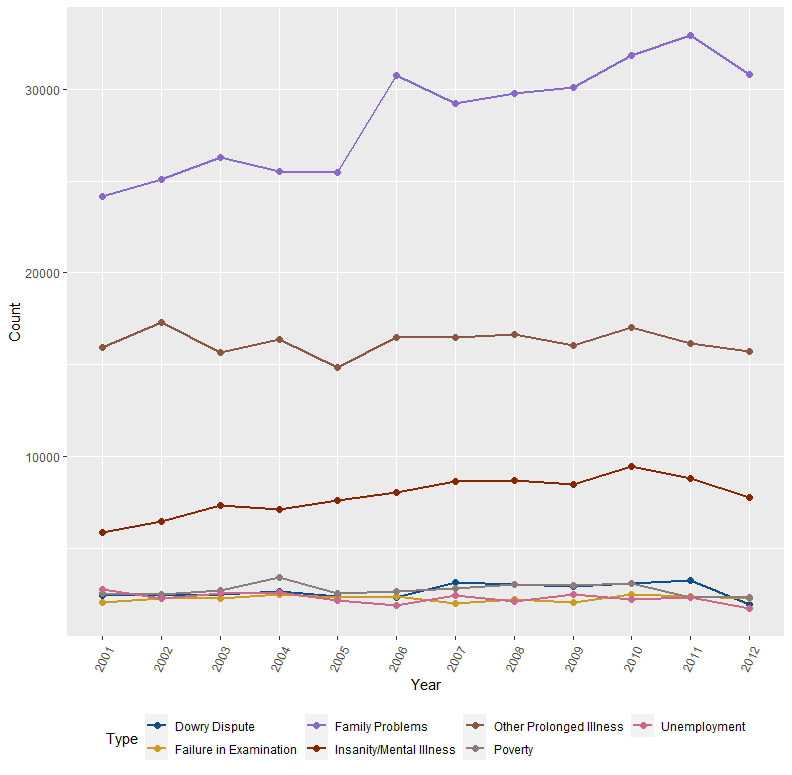 30000
20000
10000
Count
2001 2002 2003 2004 2005 2006 2007 2008 2009 2010 2011 2012
Year
Type
Dowry Dispute Family Problems Other Prolonged Illness Unemployment
Failure in Examination Insanity/Mental Illness Poverty